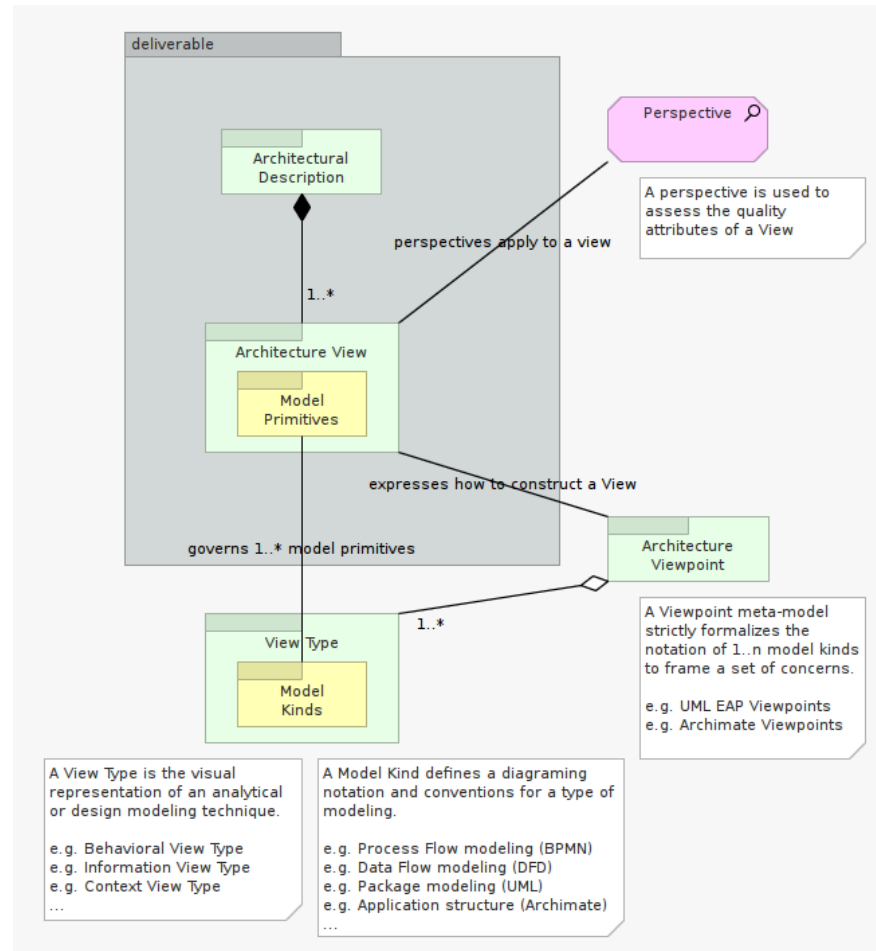 deliverable
Perspective
Architectural
Description
A perspective is used to
assess the quality
attributes of a View
perspectives apply to a view
1..*
Architecture View
Model
Primitives
expresses how to construct a View
governs 1..* model primitives
Architecture
Viewpoint
1..*
A Viewpoint meta-model
strictly formalizes the
notation of 1..n model kinds
to frame a set of concerns.
e.g. UML EAP Viewpoints
e.g. Archimate Viewpoints
View Type
Model
Kinds
A View Type is the visual
representation of an analytical
or design modeling technique.
e.g. Behavioral View Type
e.g. Information View Type
e.g. Context View Type
...
A Model Kind defines a diagraming
notation and conventions for a type of
modeling.
e.g. Process Flow modeling (BPMN)
e.g. Data Flow modeling (DFD)
e.g. Package modeling (UML)
e.g. Application structure (Archimate)
...